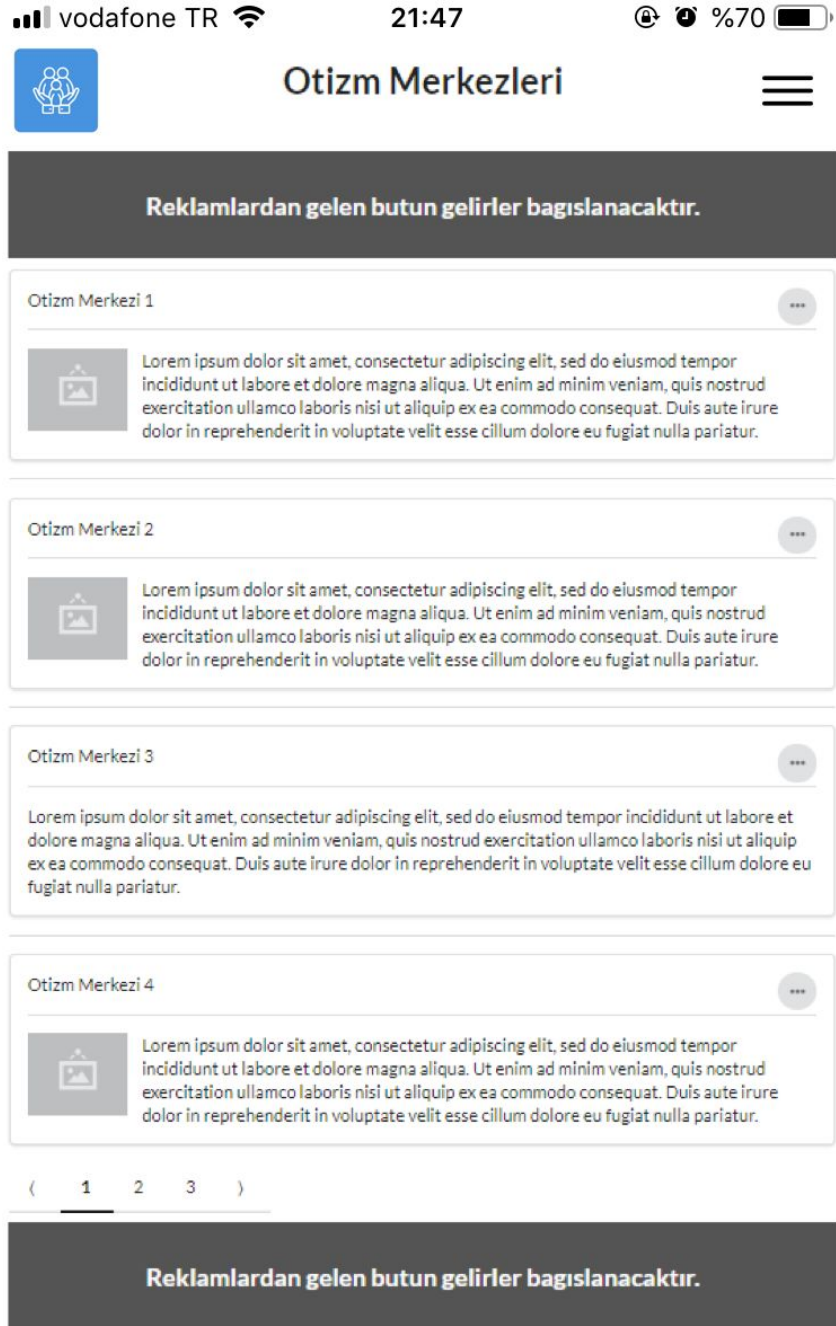 vodafone TR 21:47 %70
Otizm Merkezleri
Reklamlardan gelen butun gelirler bagıslanacaktır.
Otizm Merkezi 1
Lorem ipsum dolor sit amet, consectetur adipiscing elit, sed do eiusmod tempor
incididunt ut labore et dolore magna aliqua. Ut enim ad minim veniam, quis nostrud
exercitation ullamco laboris nisi ut aliquip ex ea commodo consequat. Duis aute irure
dolor in reprehenderit in voluptate velit esse cillum dolore eu fugiat nulla pariatur.
Otizm Merkezi 2
Lorem ipsum dolor sit amet, consectetur adipiscing elit, sed do eiusmod tempor
incididunt ut labore et dolore magna aliqua. Ut enim ad minim veniam, quis nostrud
exercitation ullamco laboris nisi ut aliquip ex ea commodo consequat. Duis aute irure
dolor in reprehenderit in voluptate velit esse cillum dolore eu fugiat nulla pariatur.
Otizm Merkezi 3
Lorem ipsum dolor sit amet, consectetur adipiscing elit, sed do eiusmod tempor incididunt ut labore et
dolore magna aliqua. Ut enim ad minim veniam, quis nostrud exercitation ullamco laboris nisi ut aliquip
ex ea commodo consequat. Duis aute irure dolor in reprehenderit in voluptate velit esse cillum dolore eu
fugiat nulla pariatur.
Otizm Merkezi 4
Lorem ipsum dolor sit amet, consectetur adipiscing elit, sed do eiusmod tempor
incididunt ut labore et dolore magna aliqua. Ut enim ad minim veniam, quis nostrud
exercitation ullamco laboris nisi ut aliquip ex ea commodo consequat. Duis aute irure
dolor in reprehenderit in voluptate velit esse cillum dolore eu fugiat nulla pariatur.
⟨ 1 2 3 ⟩
Reklamlardan gelen butun gelirler bagıslanacaktır.